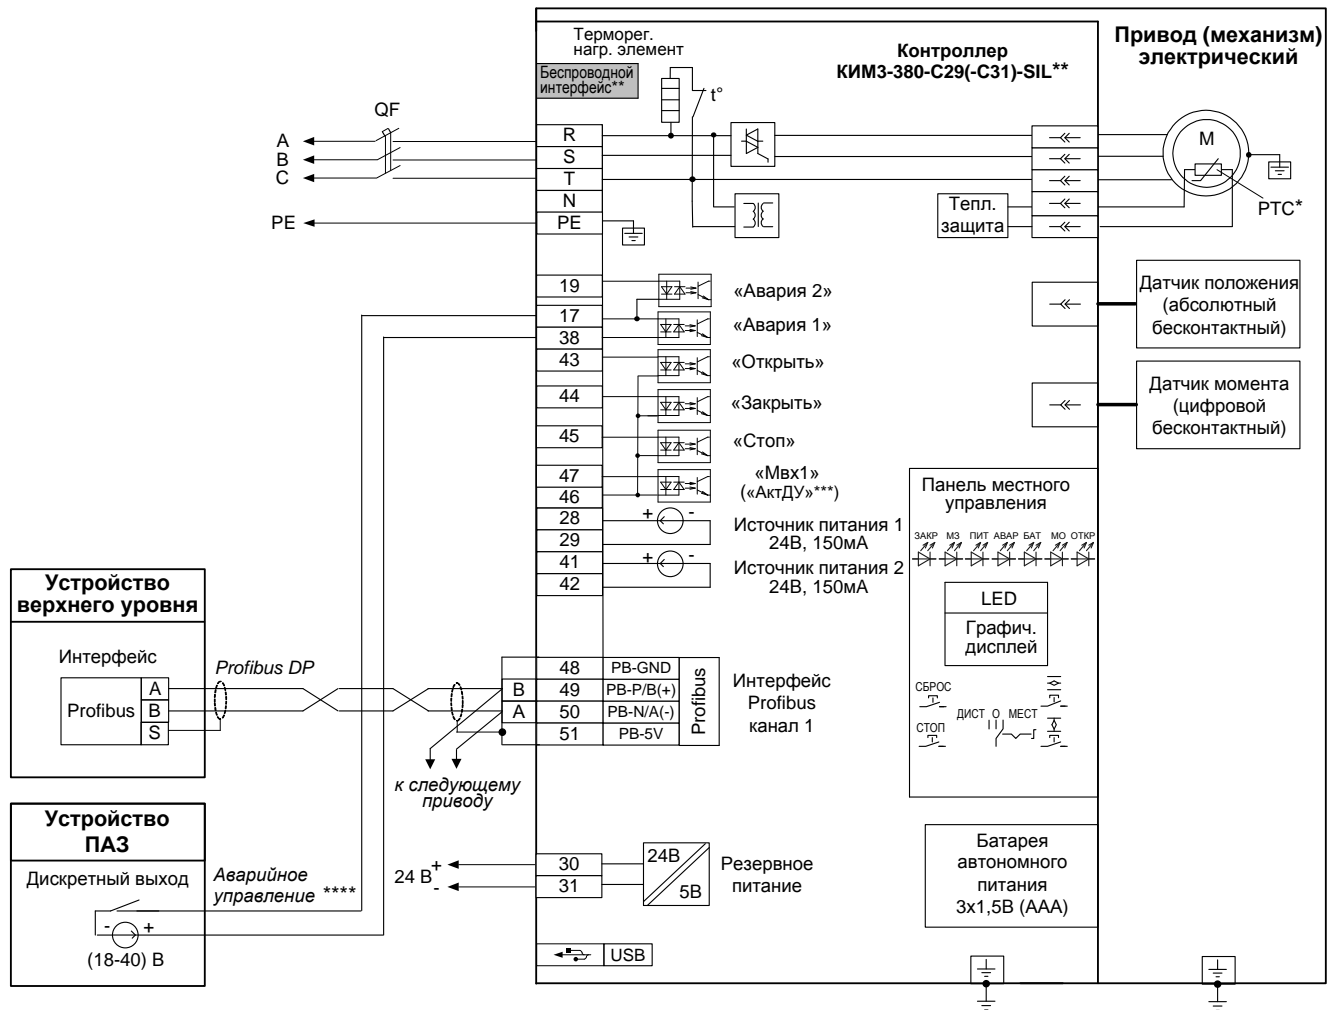 Терморег.
нагр. элемент
Беспроводной
интерфейс**
Контроллер
КИМ3-380-С29(-С31)-SIL**
Привод (механизм)
электрический
t°
QF
A
B
C
PE
R
S
T
N
PE
Тепл.
защита
M
PTC*
19
17
38
43
44
45
47
46
28
29
41
42
«Авария 2»
«Авария 1»
«Открыть»
«Закрыть»
«Стоп»
«Мвх1»
(«АктДУ»***)
+ -
Источник питания 1
24В, 150мА
+ -
Источник питания 2
24В, 150мА
Датчик положения
(абсолютный
бесконтактный)
Датчик момента
(цифровой
бесконтактный)
Панель местного
управления
ЗАКР МЗ ПИТ АВАР БАТ МО ОТКР
LED
Графич.
дисплей
СБРОС
СТОП
ДИСТ О МЕСТ
Устройство
верхнего уровня
Интерфейс
Profibus
A
B
S
Profibus DP
B
A
48 PB-GND
49 PB-P/B(+)
50 PB-N/A(-)
51 PB-5V
Profibus
Интерфейс
Profibus
канал 1
к следующему
приводу
Устройство
ПАЗ
Дискретный выход
- +
(18-40) В
Аварийное
управление ****
24 В
+
-
30
31
24В
5В
Резервное
питание
Батарея
автономного
питания
3х1,5В (ААА)
USB